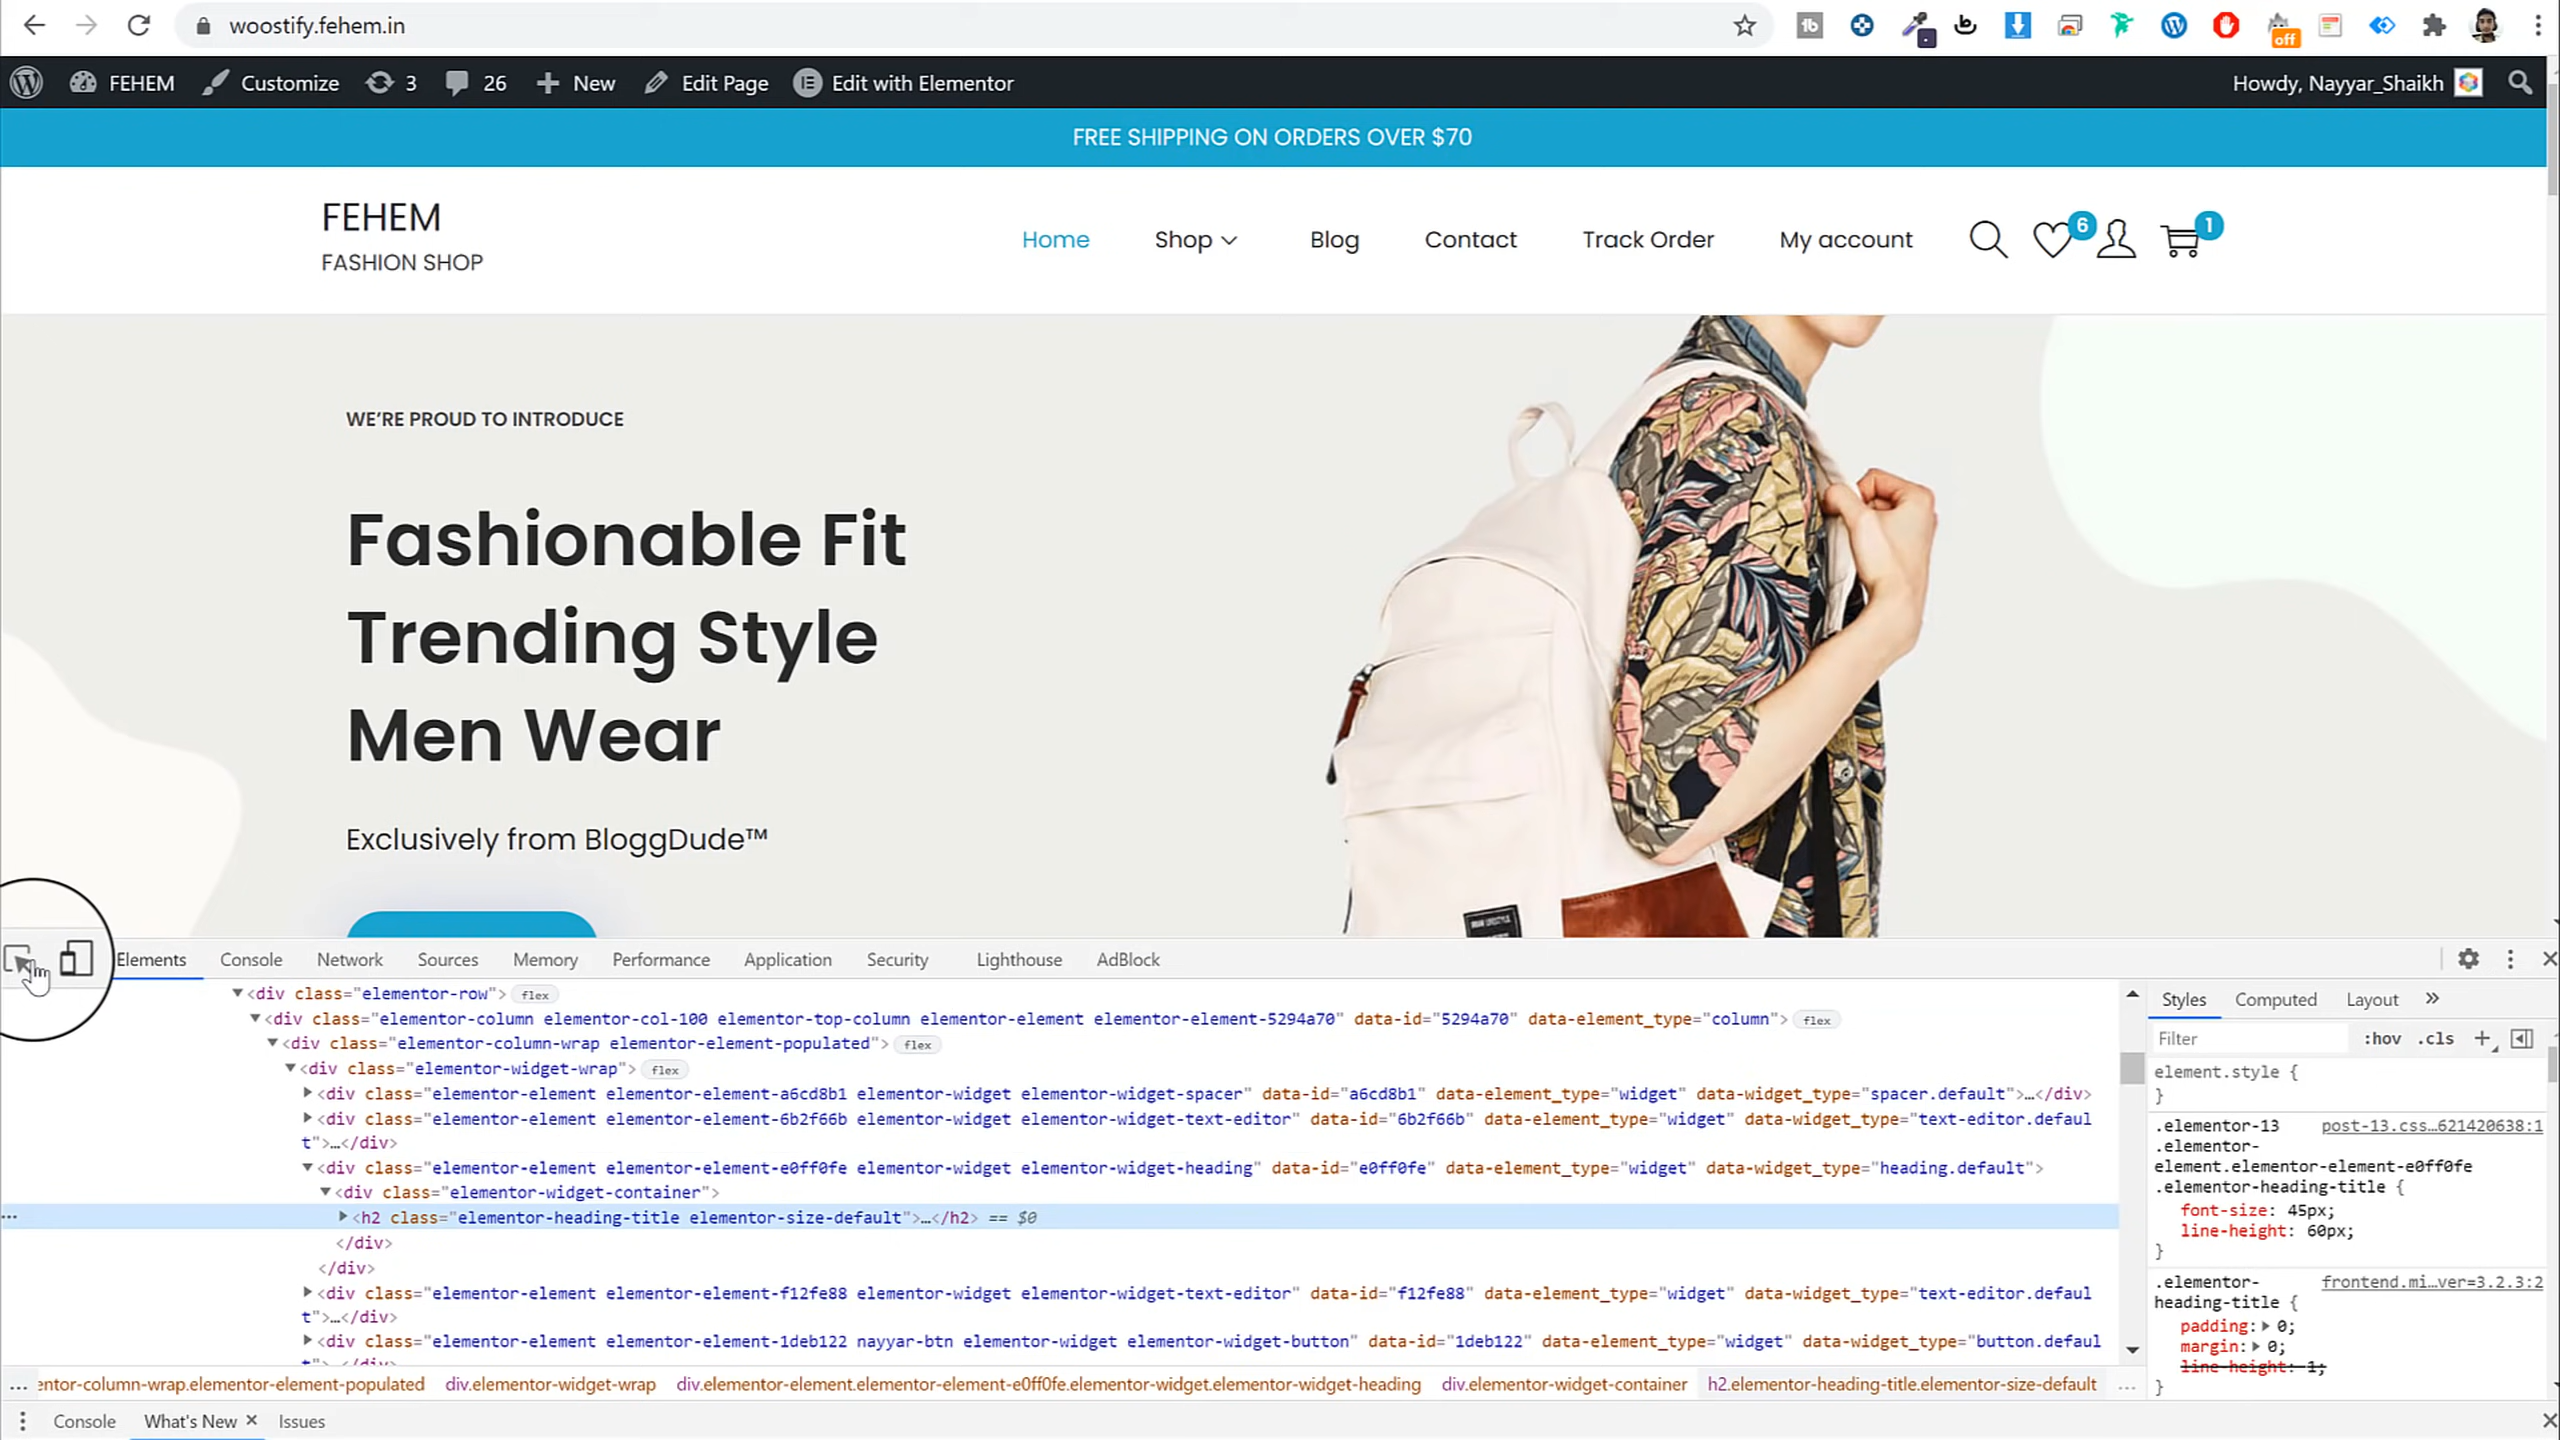 woostify.fehem.in
off
FEHEM Customize 3 26 New Edit Page Edit with Elementor Howdy, Nayyar_Shaikh
FREE SHIPPING ON ORDERS OVER $70
FEHEM
FASHION SHOP
Home Shop Blog Contact Track Order My account 6 1
WE'RE PROUD TO INTRODUCE
Fashionable Fit
Trending Style
Men Wear
Exclusively from BloggDude™
Elements Console Network Sources Memory Performance Application Security Lighthouse AdBlock
<div class="elementor-row"> flex
<div class="elementor-column elementor-col-100 elementor-top-column elementor-element elementor-element-5294a70" data-id="5294a70" data-element_type="column"> flex
<div class="elementor-column-wrap elementor-element-populated"> flex
<div class="elementor-widget-wrap"> flex
<div class="elementor-element elementor-element-a6cd8b1 elementor-widget elementor-widget-spacer" data-id="a6cd8b1" data-element_type="widget" data-widget_type="spacer.default">…</div>
<div class="elementor-element elementor-element-6b2f66b elementor-widget elementor-widget-text-editor" data-id="6b2f66b" data-element_type="widget" data-widget_type="text-editor.defaul
t">…</div>
<div class="elementor-element elementor-element-e0ff0fe elementor-widget elementor-widget-heading" data-id="e0ff0fe" data-element_type="widget" data-widget_type="heading.default">
<div class="elementor-widget-container">
… <h2 class="elementor-heading-title elementor-size-default">…</h2> == $0
</div>
</div>
<div class="elementor-element elementor-element-f12fe88 elementor-widget elementor-widget-text-editor" data-id="f12fe88" data-element_type="widget" data-widget_type="text-editor.defaul
t">…</div>
<div class="elementor-element elementor-element-1deb122 nayyar-btn elementor-widget elementor-widget-button" data-id="1deb122" data-element_type="widget" data-widget_type="button.defaul
t">…</div>
… entor-column-wrap.elementor-element-populated div.elementor-widget-wrap div.elementor-element.elementor-element-e0ff0fe.elementor-widget.elementor-widget-heading div.elementor-widget-container h2.elementor-heading-title.elementor-size-default …
Styles Computed Layout »
Filter :hov .cls +
element.style {
}
.elementor-13 post-13.css…621420638:1
.elementor-
element.elementor-element-e0ff0fe
.elementor-heading-title {
font-size: 45px;
line-height: 60px;
}
.elementor- frontend.mi…ver=3.2.3:2
heading-title {
padding: 0;
margin: 0;
line-height: 1;
}
Console What's New × Issues